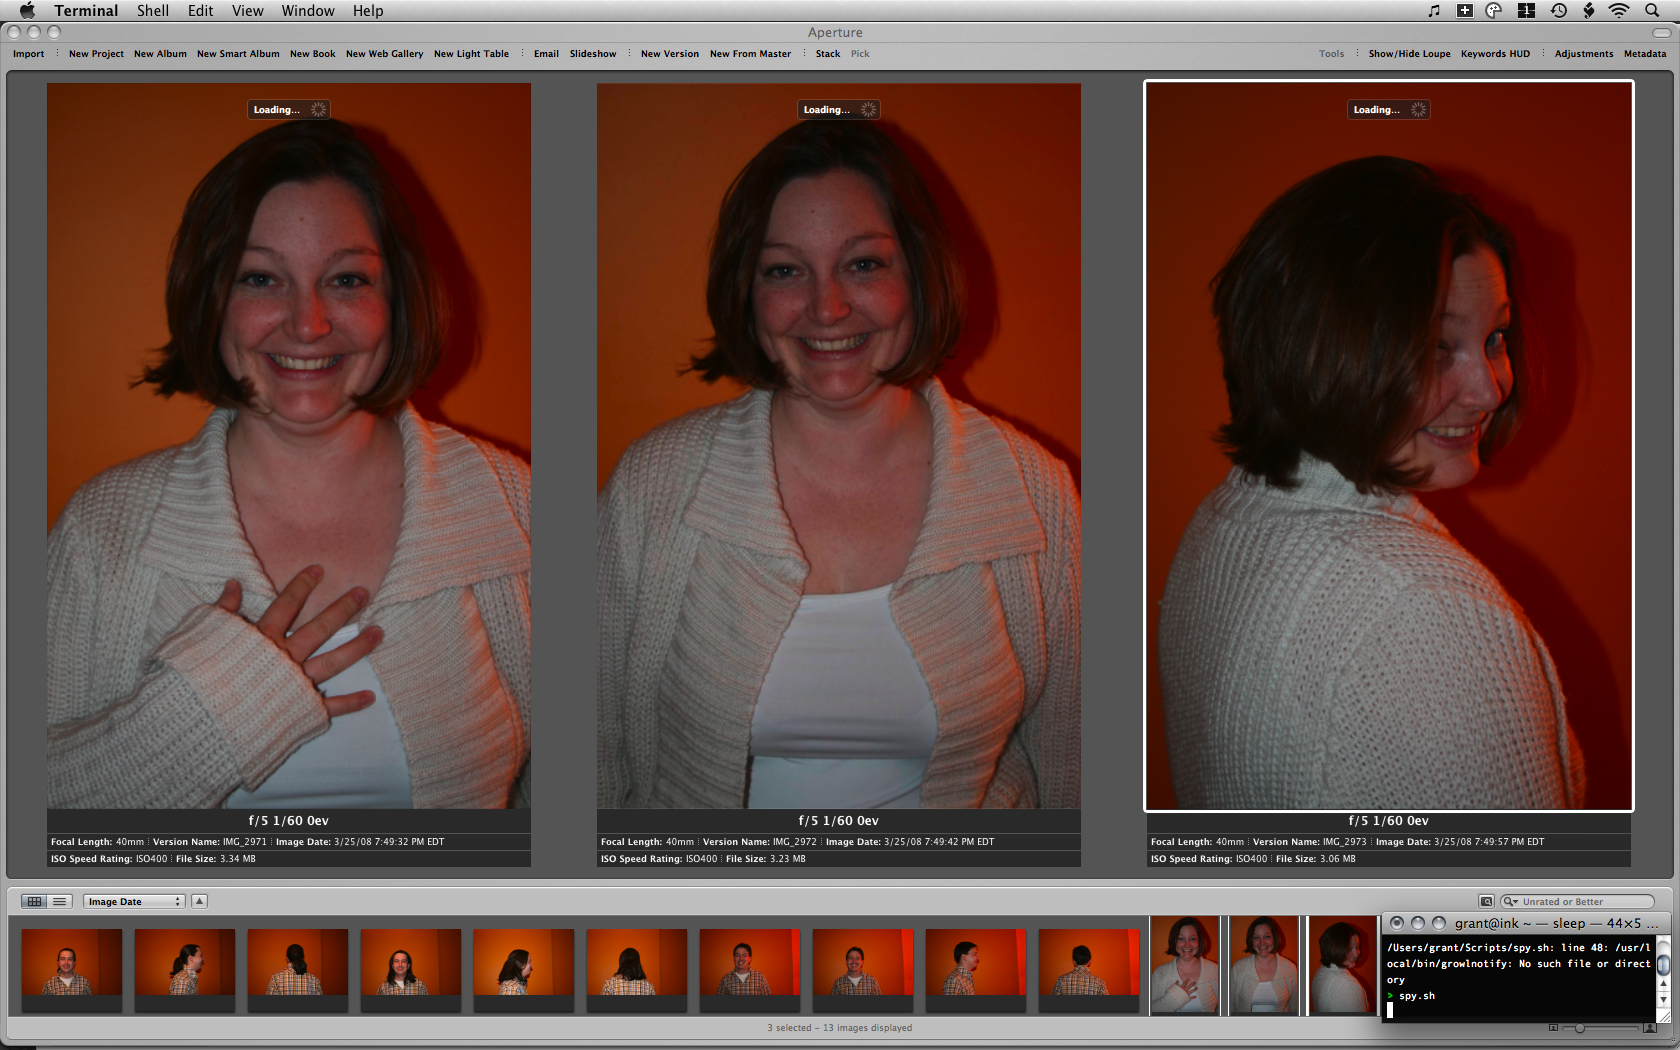 Terminal Shell Edit View Window Help
Aperture
Import New Project New Album New Smart Album New Book New Web Gallery New Light Table Email Slideshow New Version New From Master Stack Pick Tools Show/Hide Loupe Keywords HUD Adjustments Metadata
Loading... Loading... Loading...
f/5 1/60 0ev
Focal Length: 40mm Version Name: IMG_2971 Image Date: 3/25/08 7:49:32 PM EDT
ISO Speed Rating: ISO400 File Size: 3.34 MB
f/5 1/60 0ev
Focal Length: 40mm Version Name: IMG_2972 Image Date: 3/25/08 7:49:42 PM EDT
ISO Speed Rating: ISO400 File Size: 3.23 MB
f/5 1/60 0ev
Focal Length: 40mm Version Name: IMG_2973 Image Date: 3/25/08 7:49:57 PM EDT
ISO Speed Rating: ISO400 File Size: 3.06 MB
Image Date Unrated or Better
grant@ink ~ — sleep — 44×5 ...
/Users/grant/Scripts/spy.sh: line 48: /usr/l
ocal/bin/growlnotify: No such file or direct
ory
> spy.sh
3 selected - 13 images displayed